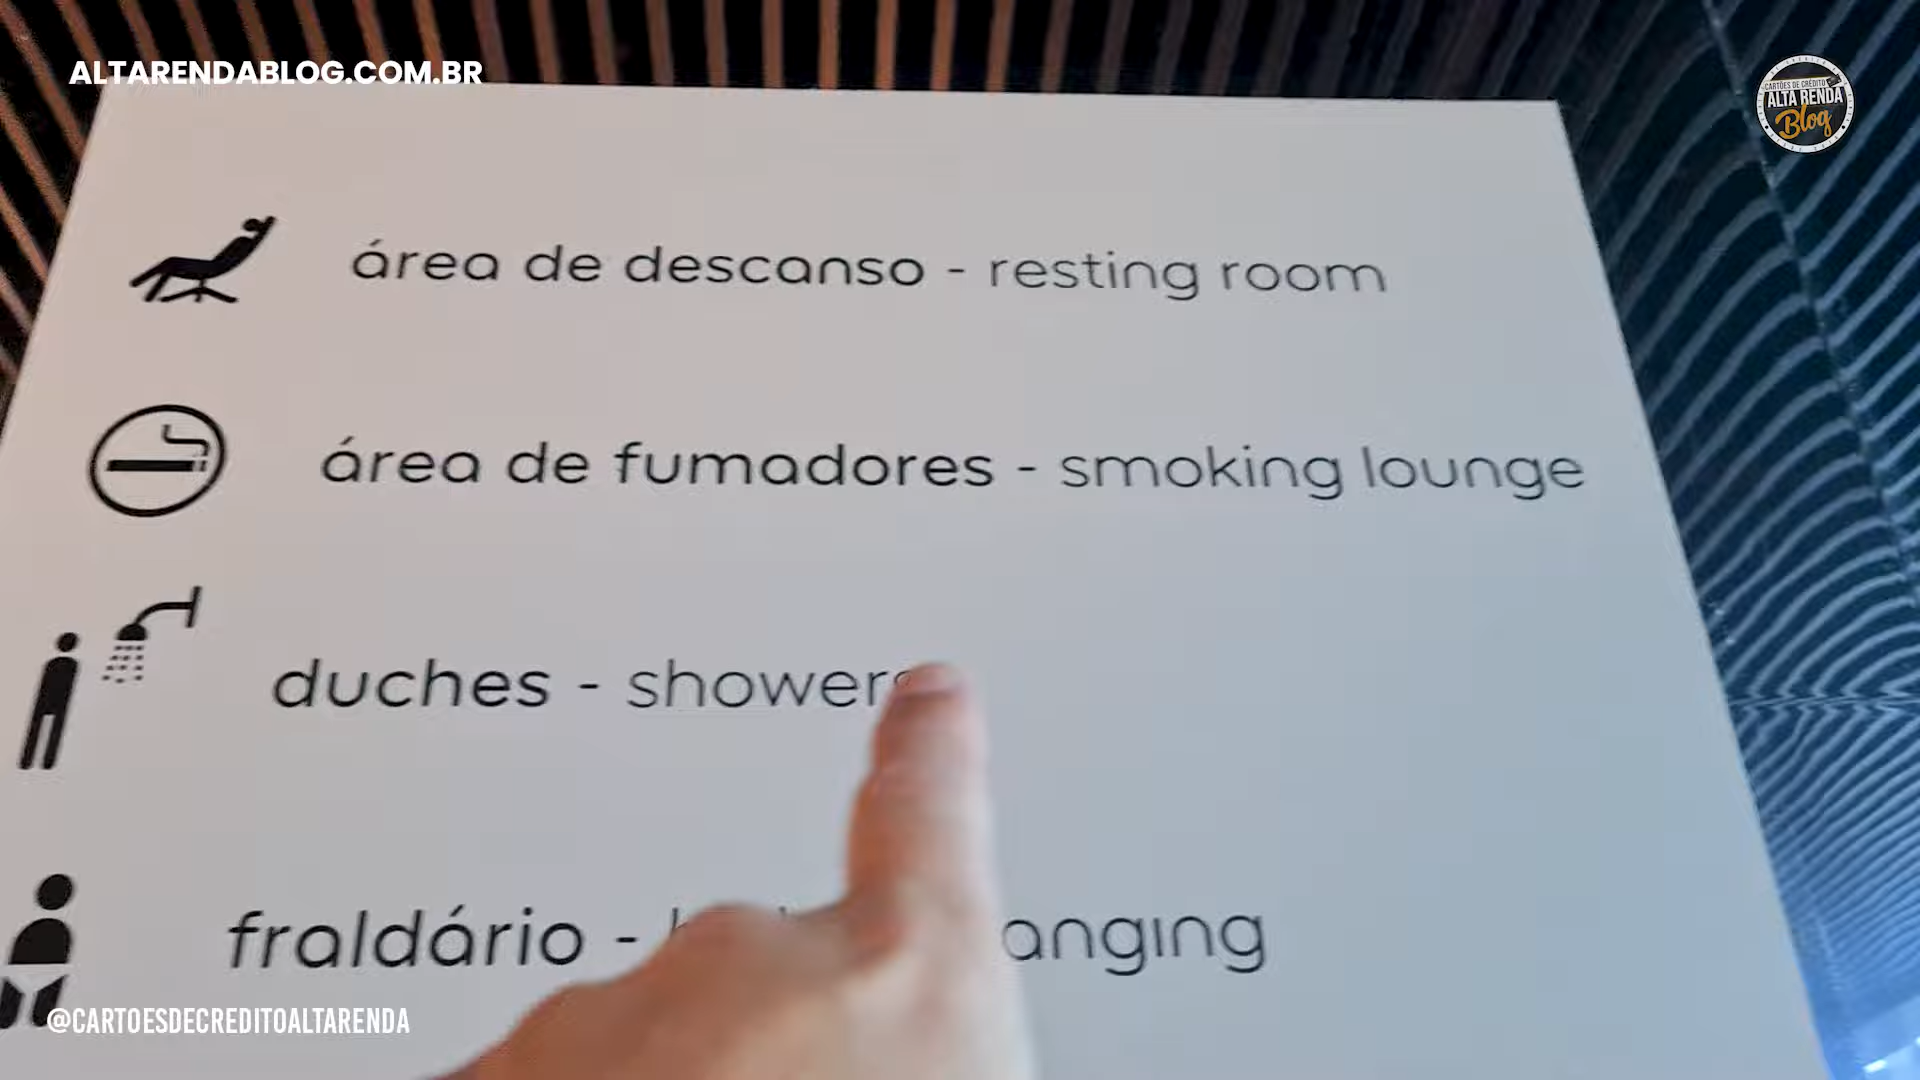 ALTARENDABLOG.COM.BR
CARTÕES DE CRÉDITO
ALTA RENDA
Blog
área de descanso - resting room
área de fumadores - smoking lounge
duches - showers
fraldário - anging
@CARTOESDECREDITOALTARENDA